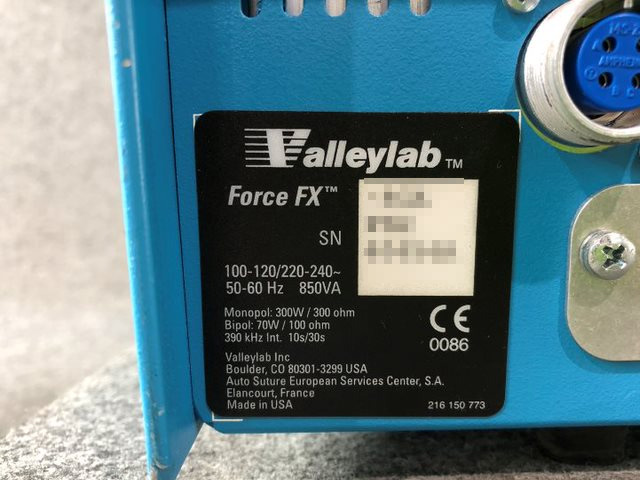 Valleylab™
Force FX™
SN
100-120/220-240~
50-60 Hz 850VA
Monopol: 300W / 300 ohm
Bipol: 70W / 100 ohm
390 kHz Int. 10s/30s
CE
0086
Valleylab Inc
Boulder, CO 80301-3299 USA
Auto Suture European Services Center, S.A.
Elancourt, France
Made in USA
216 150 773
A
B
C